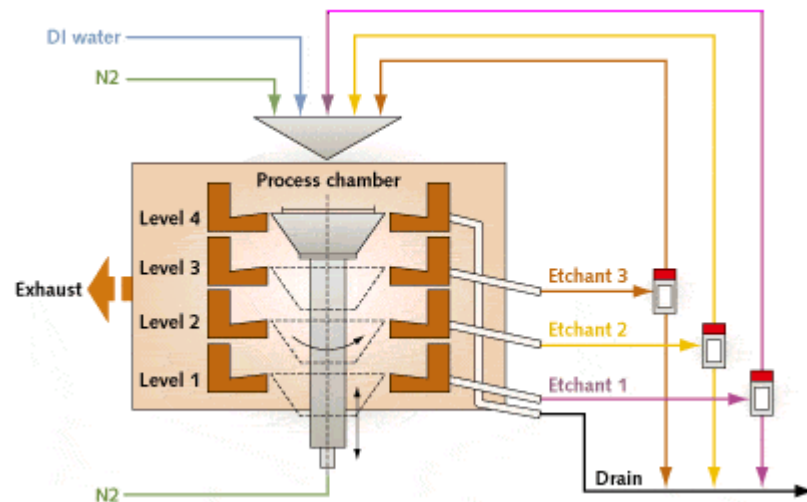 DI water
N2
Process chamber
Level 4
Level 3
Exhaust
Etchant 3
Level 2
Etchant 2
Level 1
Etchant 1
Drain
N2